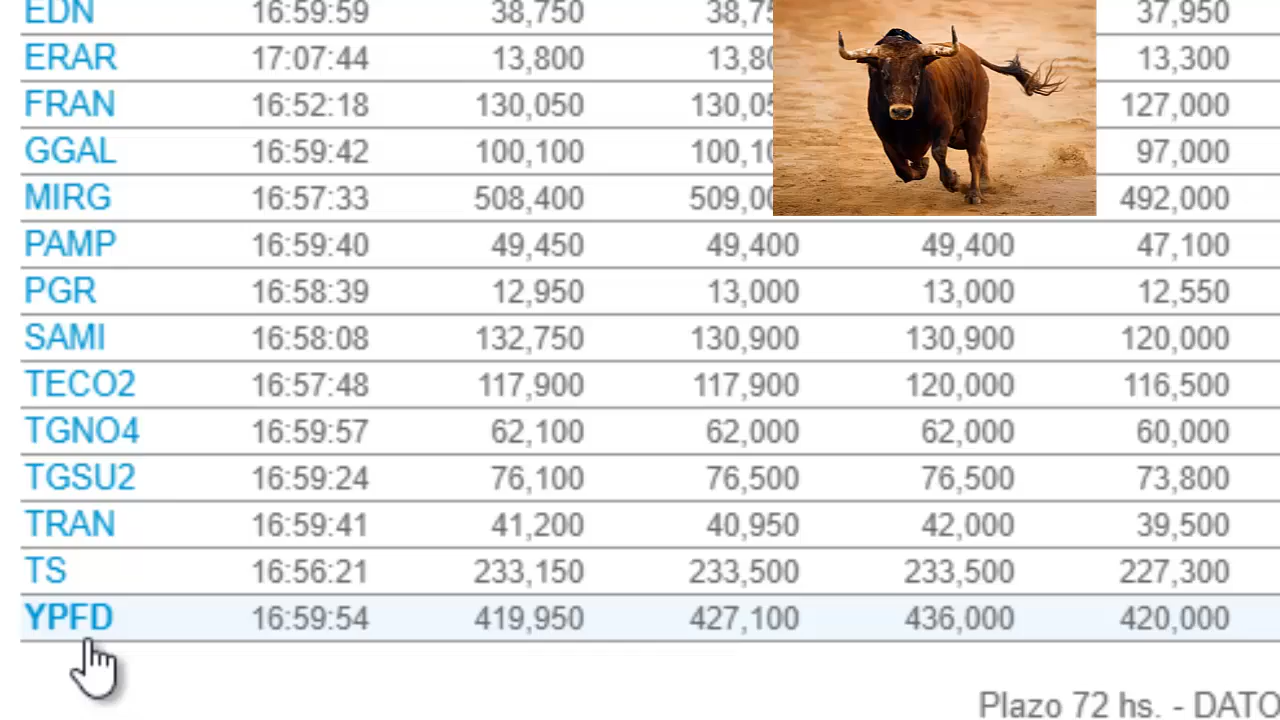 EDN 16:59:59 38,750 37,950
ERAR 17:07:44 13,800 13,300
FRAN 16:52:18 130,050 127,000
GGAL 16:59:42 100,100 97,000
MIRG 16:57:33 508,400 492,000
PAMP 16:59:40 49,450 49,400 49,400 47,100
PGR 16:58:39 12,950 13,000 13,000 12,550
SAMI 16:58:08 132,750 130,900 130,900 120,000
TECO2 16:57:48 117,900 117,900 120,000 116,500
TGNO4 16:59:57 62,100 62,000 62,000 60,000
TGSU2 16:59:24 76,100 76,500 76,500 73,800
TRAN 16:59:41 41,200 40,950 42,000 39,500
TS 16:56:21 233,150 233,500 233,500 227,300
YPFD 16:59:54 419,950 427,100 436,000 420,000
Plazo 72 hs. - DATO